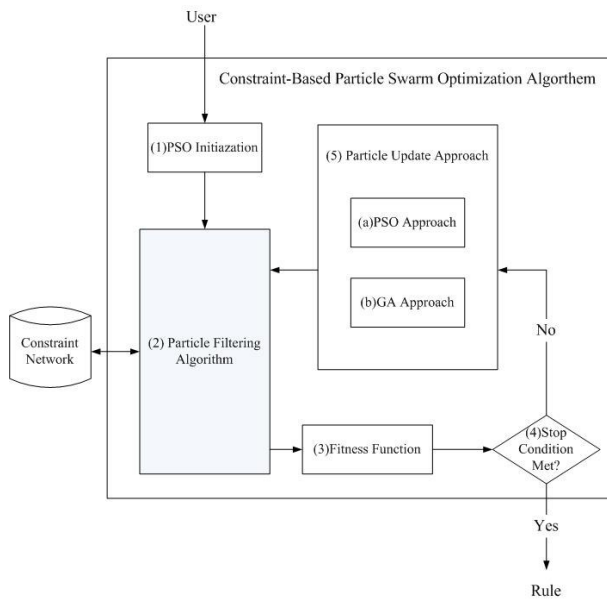 User
Constraint-Based Particle Swarm Optimization Algorthem
(1)PSO Initiazation
(5) Particle Update Approach
(a)PSO Approach
(b)GA Approach
Constraint
Network
(2) Particle Filtering
Algorithm
No
(3)Fitness Function
(4)Stop
Condition
Met?
Yes
Rule